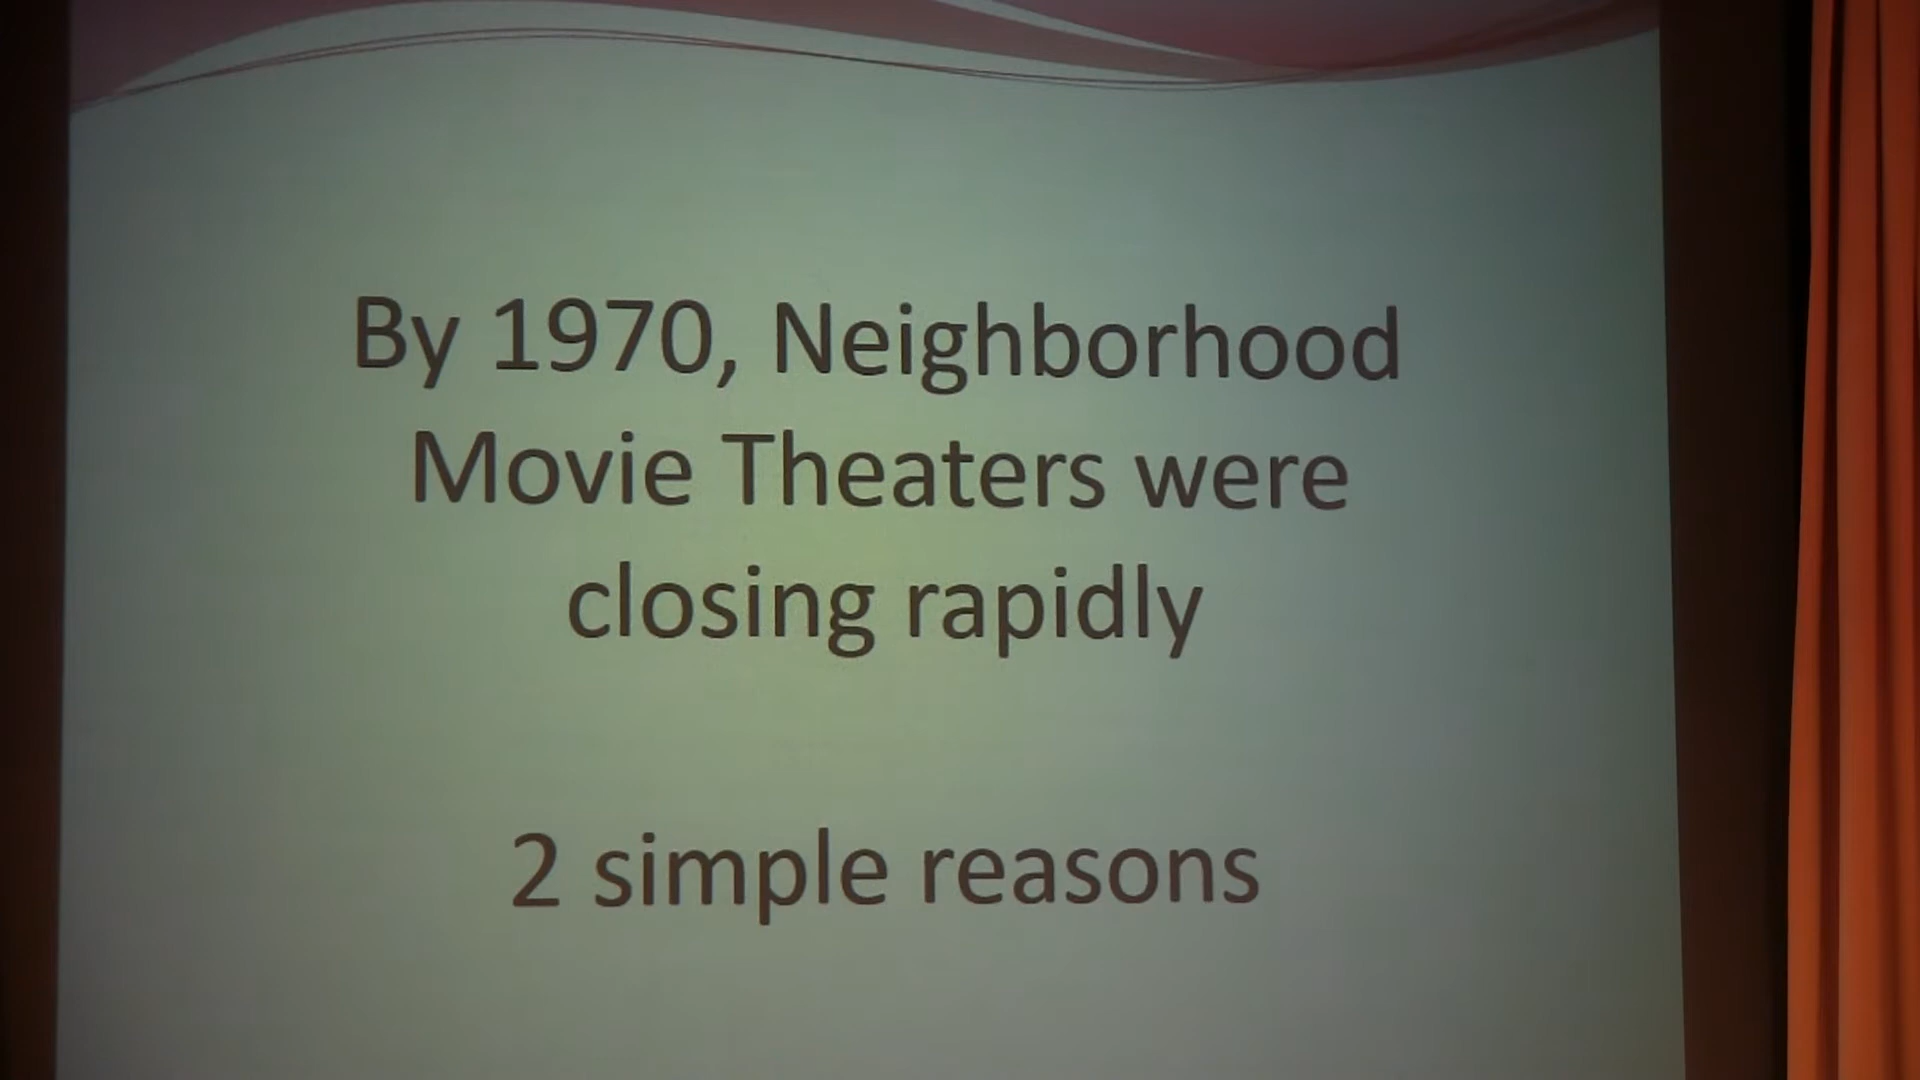 By 1970, Neighborhood
Movie Theaters were
closing rapidly
2 simple reasons